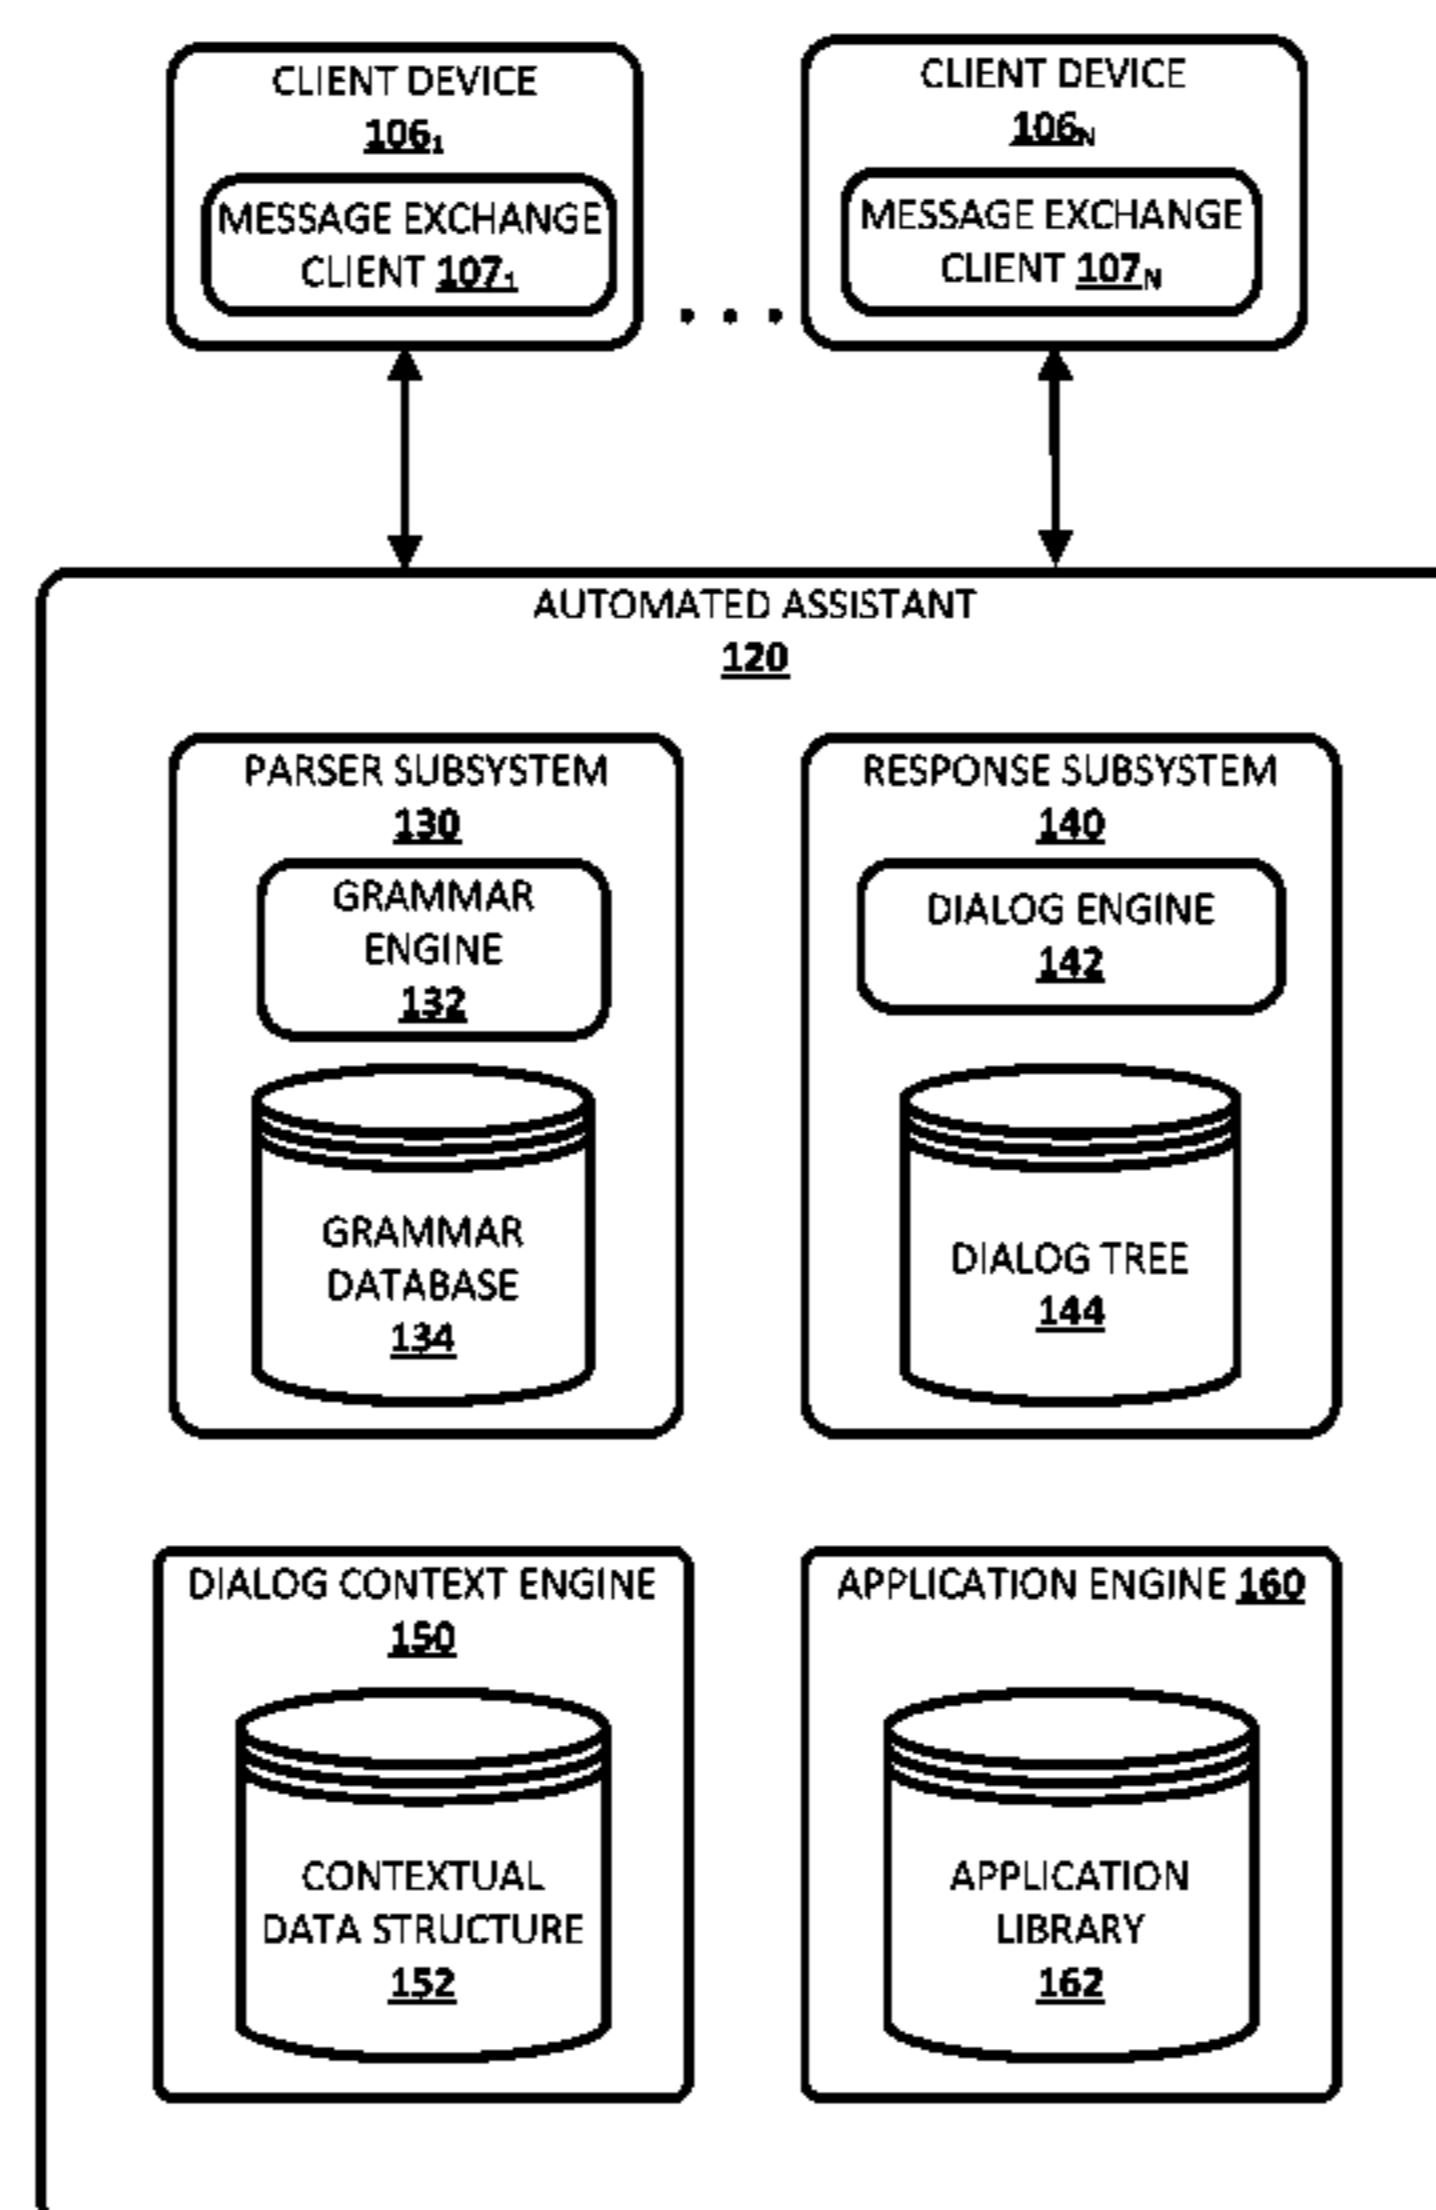 CLIENT DEVICE
106₁
MESSAGE EXCHANGE
CLIENT 107₁
CLIENT DEVICE
106ₙ
MESSAGE EXCHANGE
CLIENT 107ₙ
. . .
AUTOMATED ASSISTANT
120
PARSER SUBSYSTEM
130
GRAMMAR
ENGINE
132
GRAMMAR
DATABASE
134
RESPONSE SUBSYSTEM
140
DIALOG ENGINE
142
DIALOG TREE
144
DIALOG CONTEXT ENGINE
150
CONTEXTUAL
DATA STRUCTURE
152
APPLICATION ENGINE 160
APPLICATION
LIBRARY
162